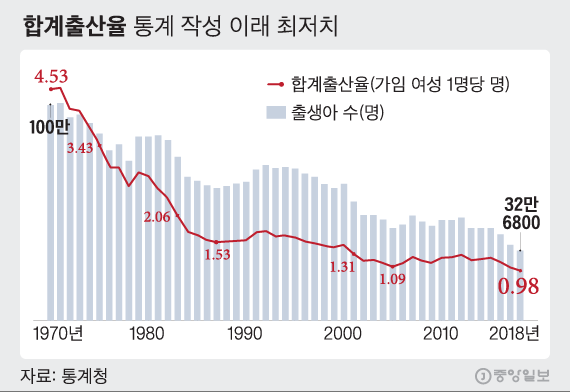 합계출산율 통계 작성 이래 최저치
4.53
합계출산율(가임 여성 1명당 명)
출생아 수(명)
100만
3.43
2.06
1.53
1.31
1.09
32만
6800
0.98
1970년 1980 1990 2000 2010 2018년
자료: 통계청
중앙일보